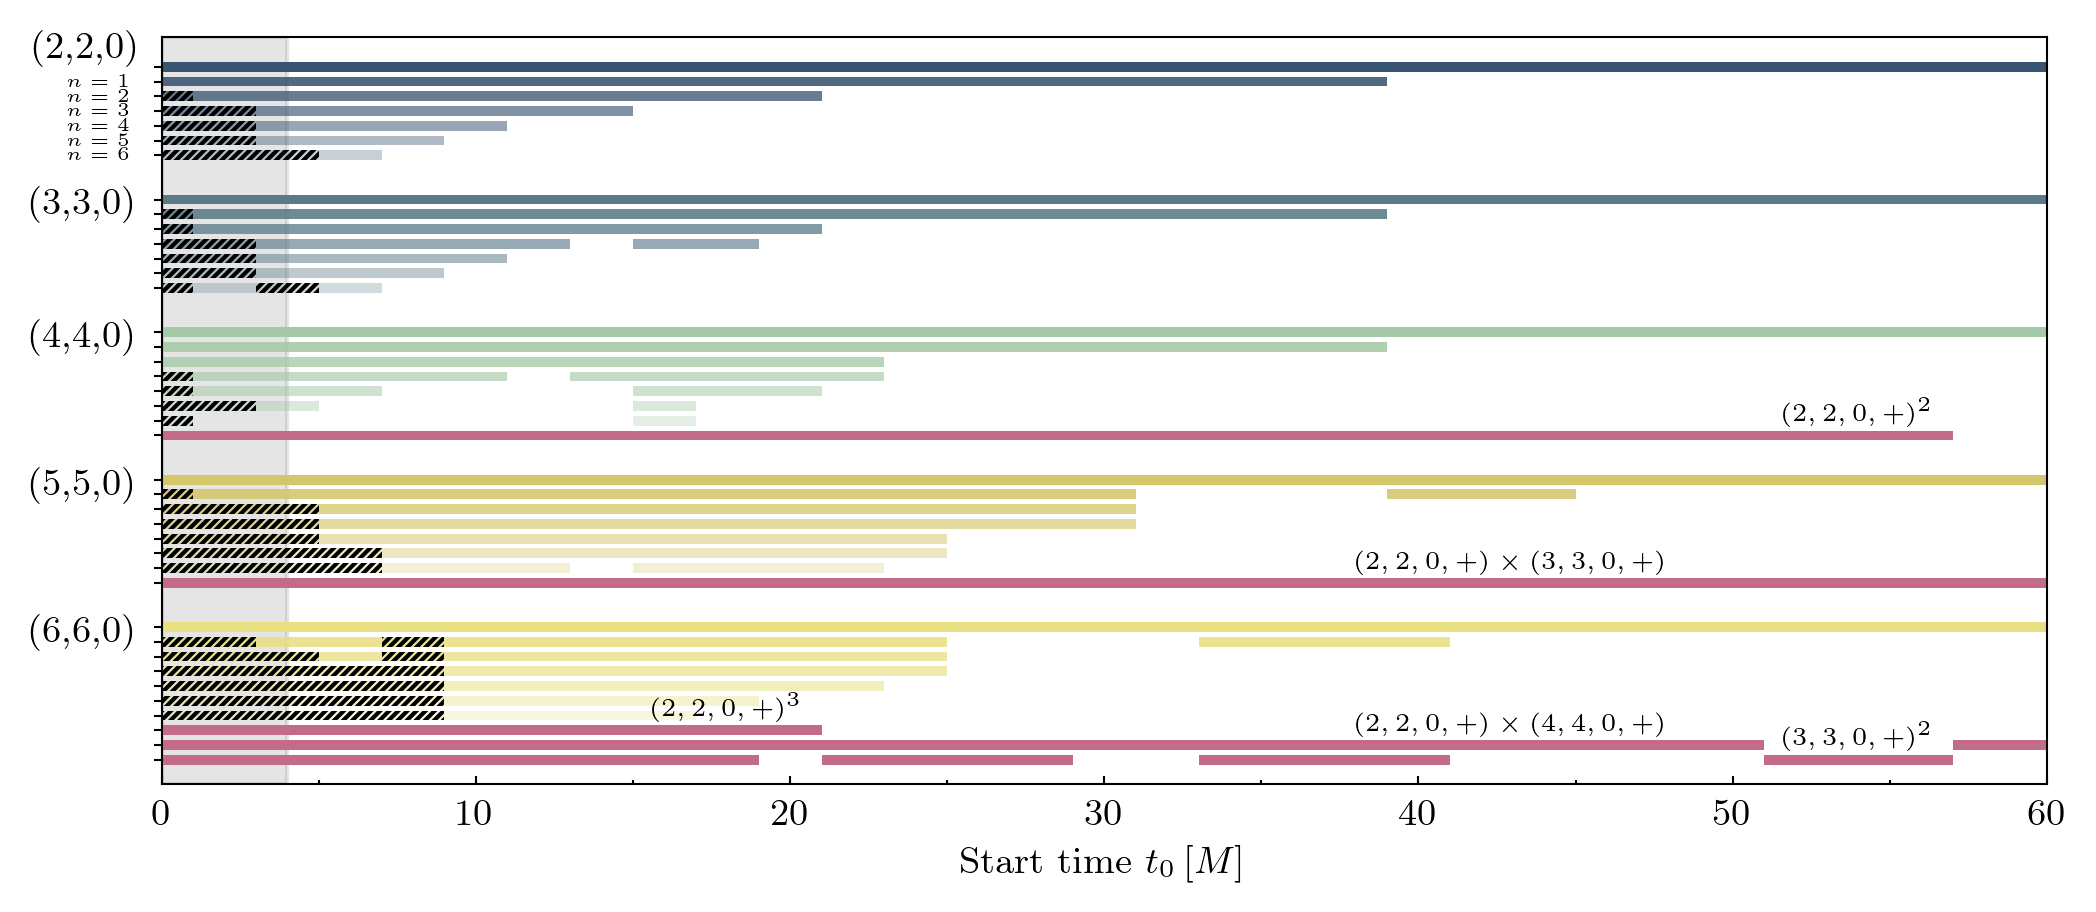 (2,2,0)
n = 1
n = 2
n = 3
n = 4
n = 5
n = 6
(3,3,0)
(4,4,0)
(2, 2, 0, +)²
(5,5,0)
(2, 2, 0, +) × (3, 3, 0, +)
(6,6,0)
(2, 2, 0, +)³
(2, 2, 0, +) × (4, 4, 0, +)
(3, 3, 0, +)²
0 10 20 30 40 50 60
Start time t₀ [M]